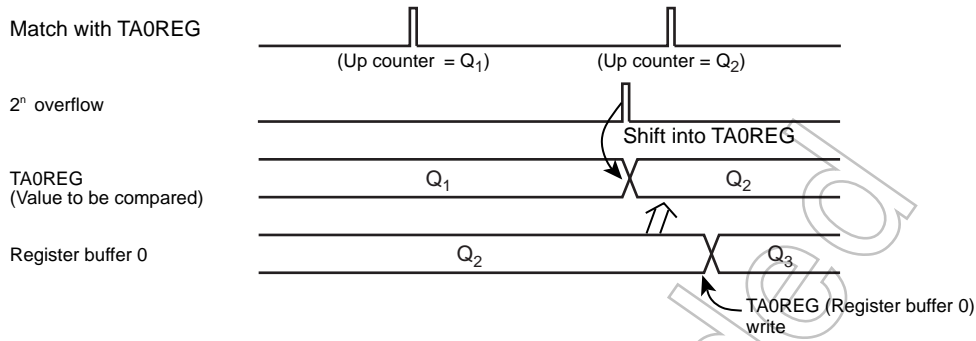 Match with TA0REG
(Up counter = Q₁)
(Up counter = Q₂)
2ⁿ overflow
Shift into TA0REG
TA0REG
(Value to be compared)
Q₁
Q₂
Register buffer 0
Q₂
Q₃
TA0REG (Register buffer 0)
write